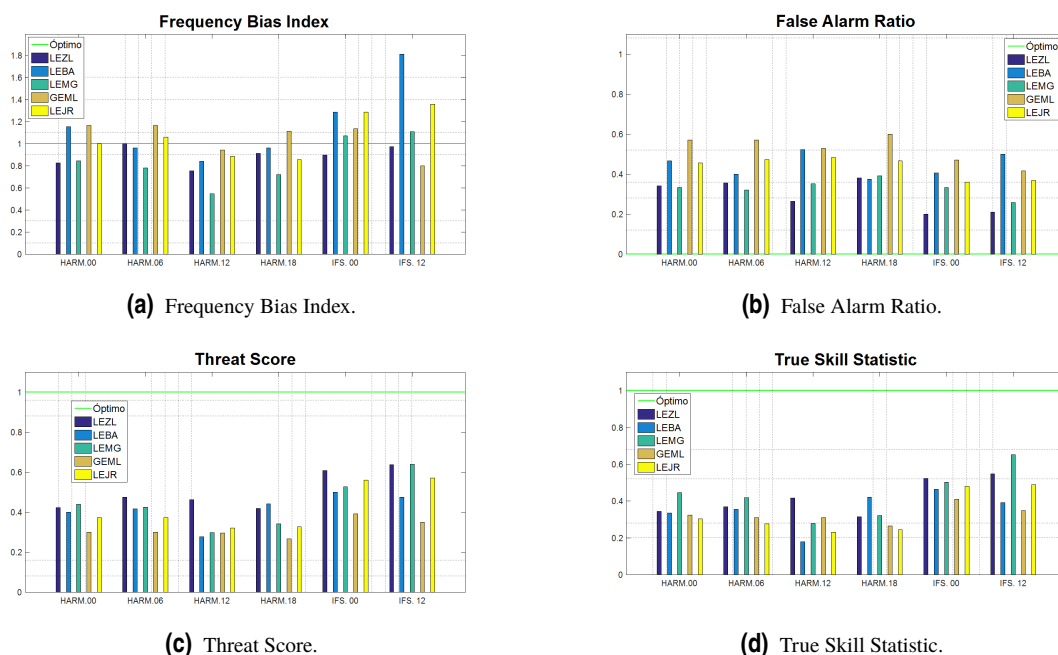 Frequency Bias Index
Óptimo
LEZL
LEBA
LEMG
GEML
LEJR
1.8
1.6
1.4
1.2
1
0.8
0.6
0.4
0.2
0
HARM.00 HARM.06 HARM.12 HARM.18 IFS. 00 IFS. 12
(a) Frequency Bias Index.
False Alarm Ratio
Óptimo
LEZL
LEBA
LEMG
GEML
LEJR
1
0.8
0.6
0.4
0.2
0
HARM.00 HARM.06 HARM.12 HARM.18 IFS. 00 IFS. 12
(b) False Alarm Ratio.
Threat Score
1
Óptimo
LEZL
LEBA
LEMG
GEML
LEJR
0.8
0.6
0.4
0.2
0
HARM.00 HARM.06 HARM.12 HARM.18 IFS. 00 IFS. 12
(c) Threat Score.
True Skill Statistic
1
Óptimo
LEZL
LEBA
LEMG
GEML
LEJR
0.8
0.6
0.4
0.2
0
HARM.00 HARM.06 HARM.12 HARM.18 IFS. 00 IFS. 12
(d) True Skill Statistic.